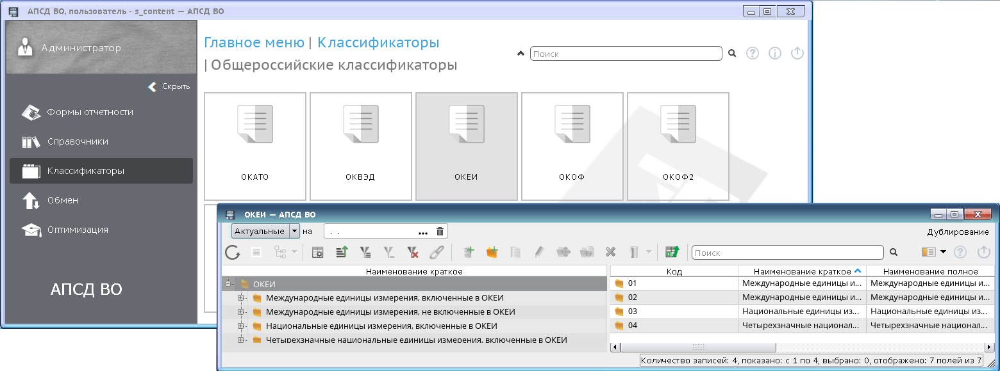 АПСД ВО, пользователь - s_content — АПСД ВО
Администратор
Скрыть
Формы отчетности
Справочники
Классификаторы
Обмен
Оптимизация
АПСД ВО
Главное меню | Классификаторы
| Общероссийские классификаторы
Поиск
ОКАТО
ОКВЭД
ОКЕИ
ОКОФ
ОКОФ2
ОКЕИ — АПСД ВО
Актуальные на . .
Дублирование
Поиск
Наименование краткое
ОКЕИ
Международные единицы измерения, включенные в ОКЕИ
Международные единицы измерения, не включенные в ОКЕИ
Национальные единицы измерения, включенные в ОКЕИ
Четырехзначные национальные единицы измерения, включенные в ОКЕИ
Код Наименование краткое Наименование полное
01 Международные единицы и... Международные единицы и...
02 Международные единицы и... Международные единицы и...
03 Национальные единицы из... Национальные единицы из...
04 Четырехзначные национал... Четырехзначные национал...
Количество записей: 4, показано: с 1 по 4, выбрано: 0, отображено: 7 полей из 7